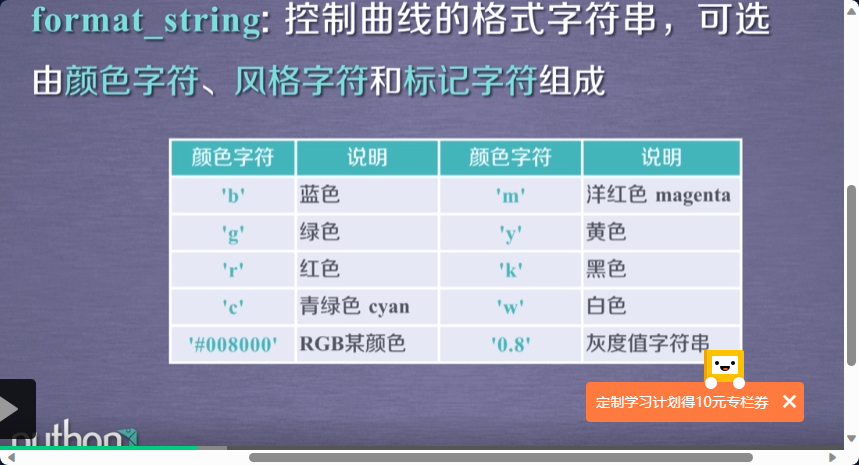 format_string: 控制曲线的格式字符串，可选
由颜色字符、风格字符和标记字符组成
颜色字符 说明 颜色字符 说明
'b' 蓝色 'm' 洋红色 magenta
'g' 绿色 'y' 黄色
'r' 红色 'k' 黑色
'c' 青绿色 cyan 'w' 白色
'#008000' RGB某颜色 '0.8' 灰度值字符串
定制学习计划得10元专栏券
python